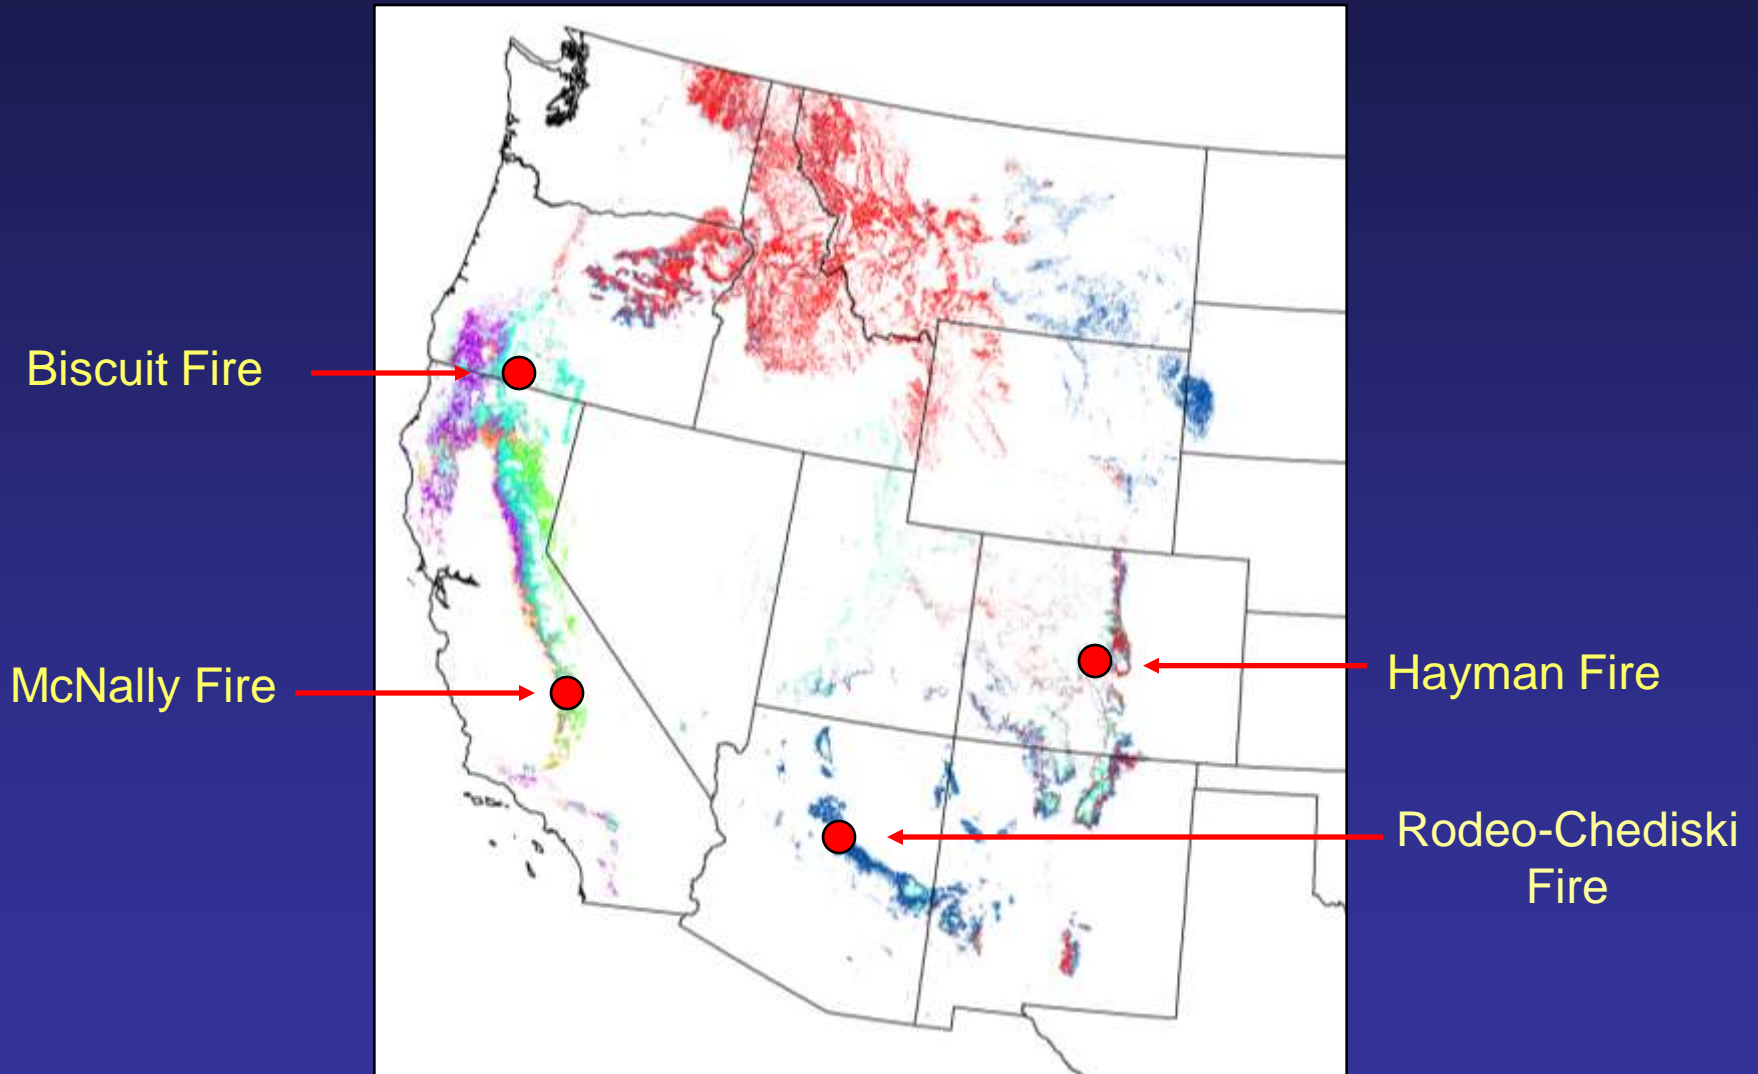 Biscuit Fire
McNally Fire
Hayman Fire
Rodeo-Chediski
Fire